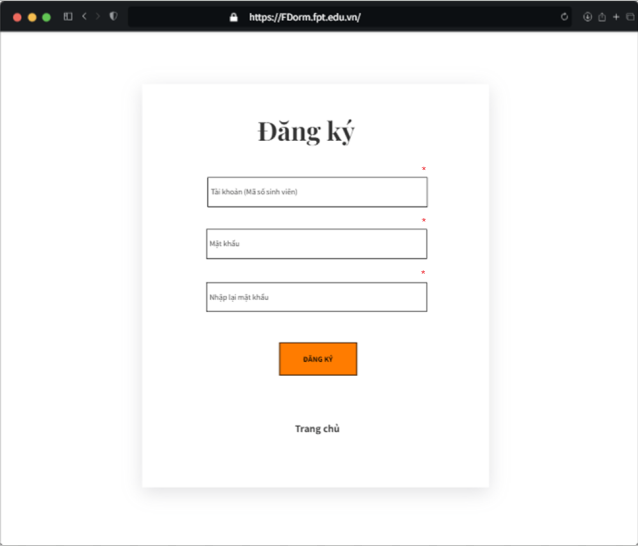 https://FDorm.fpt.edu.vn/
Đăng ký
*
Tài khoản (Mã số sinh viên)
*
Mật khẩu
*
Nhập lại mật khẩu
ĐĂNG KÝ
Trang chủ